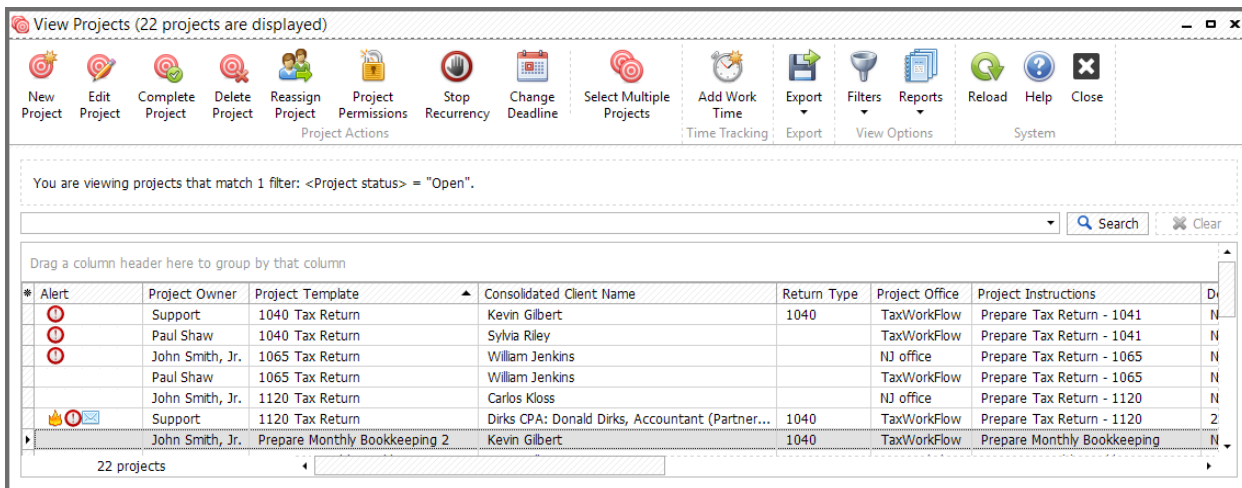 View Projects (22 projects are displayed)
New Project
Edit Project
Complete Project
Delete Project
Reassign Project
Project Permissions
Stop Recurrency
Change Deadline
Select Multiple Projects
Add Work Time
Export
Filters
Reports
Reload
Help
Close
Project Actions
Time Tracking
Export
View Options
System
You are viewing projects that match 1 filter: <Project status> = "Open".
Search
Clear
Drag a column header here to group by that column
* Alert Project Owner Project Template Consolidated Client Name Return Type Project Office Project Instructions
Support 1040 Tax Return Kevin Gilbert 1040 TaxWorkFlow Prepare Tax Return - 1041
Paul Shaw 1040 Tax Return Sylvia Riley TaxWorkFlow Prepare Tax Return - 1041
John Smith, Jr. 1065 Tax Return William Jenkins NJ office Prepare Tax Return - 1065
Paul Shaw 1065 Tax Return William Jenkins TaxWorkFlow Prepare Tax Return - 1065
John Smith, Jr. 1120 Tax Return Carlos Kloss NJ office Prepare Tax Return - 1120
Support 1120 Tax Return Dirks CPA: Donald Dirks, Accountant (Partner... 1040 TaxWorkFlow Prepare Tax Return - 1120 2
John Smith, Jr. Prepare Monthly Bookkeeping 2 Kevin Gilbert 1040 TaxWorkFlow Prepare Monthly Bookkeeping
22 projects